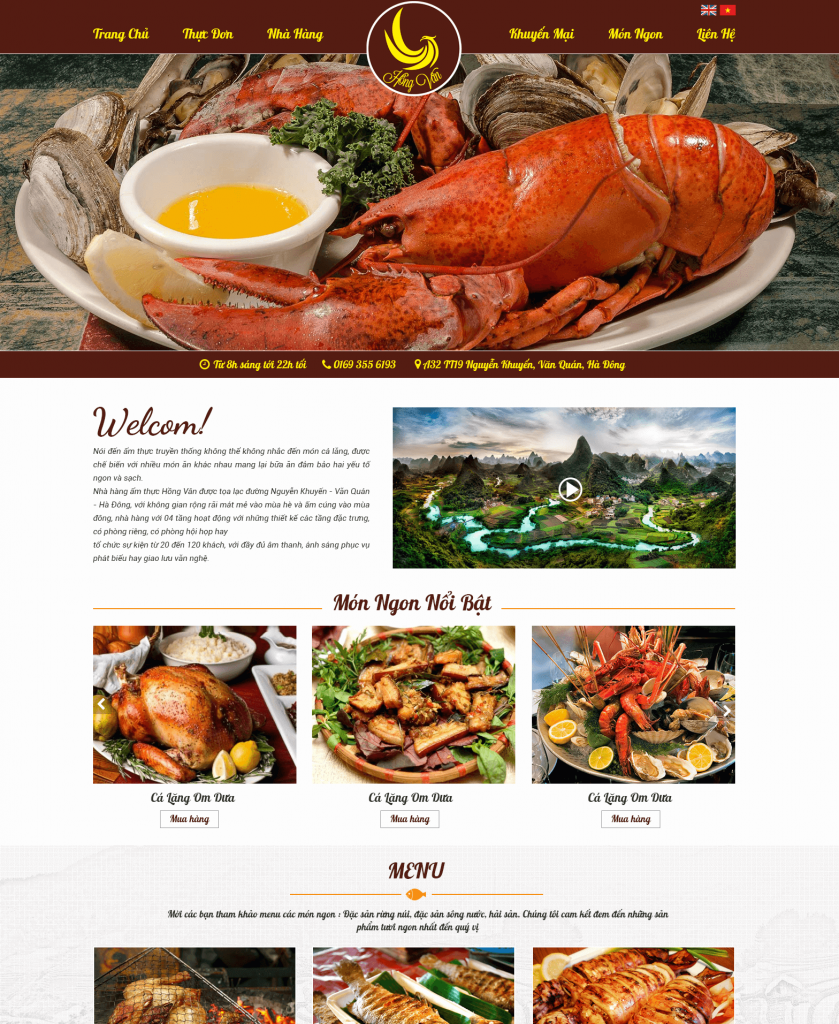 Trang Chủ
Thực Đơn
Nhà Hàng
Hồng Vân
Khuyến Mại
Món Ngon
Liên Hệ
Từ 8h sáng tới 22h tối
0169 355 6193
A32 TT19 Nguyễn Khuyến, Văn Quán, Hà Đông
Welcom!
Nói đến ẩm thực truyền thống không thể không nhắc đến món cá lăng, được
chế biến với nhiều món ăn khác nhau mang lại bữa ăn đảm bảo hai yếu tố
ngon và sạch.
Nhà hàng ẩm thực Hồng Vân được tọa lạc đường Nguyễn Khuyến - Văn Quán
- Hà Đông, với không gian rộng rãi mát mẻ vào mùa hè và ấm cúng vào mùa
đông, nhà hàng với 04 tầng hoạt động với những thiết kế các tầng đặc trưng,
có phòng riêng, có phòng hội họp hay
tổ chức sự kiện từ 20 đến 120 khách, với đầy đủ âm thanh, ánh sáng phục vụ
phát biểu hay giao lưu văn nghệ.
Món Ngon Nổi Bật
Cá Lăng Om Dưa
Cá Lăng Om Dưa
Cá Lăng Om Dưa
Mua hàng
Mua hàng
Mua hàng
MENU
Mời các bạn tham khảo menu các món ngon : Đặc sản rừng núi, đặc sản sông nước, hải sản. Chúng tôi cam kết đem đến những sản
phẩm tươi ngon nhất đến quý vị